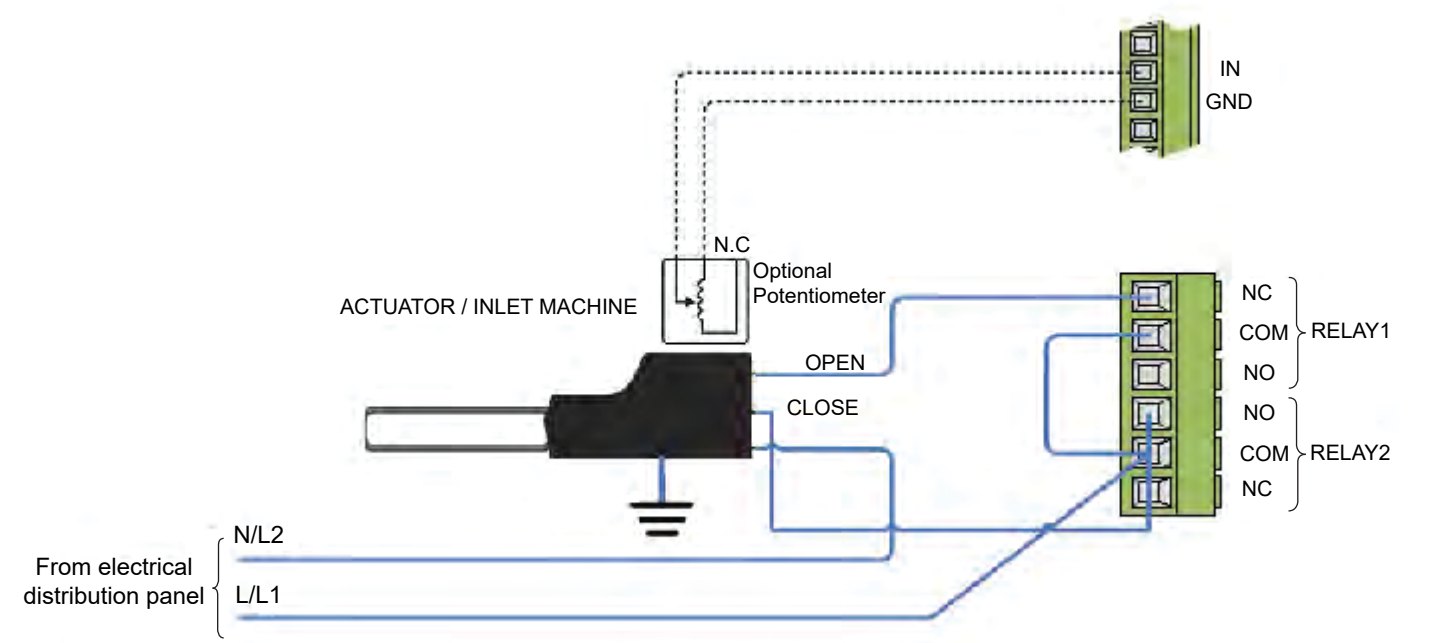 IN
GND
N.C
Optional
Potentiometer
ACTUATOR / INLET MACHINE
NC
COM
RELAY1
NO
OPEN
CLOSE
NO
COM
RELAY2
NC
N/L2
From electrical
distribution panel
L/L1